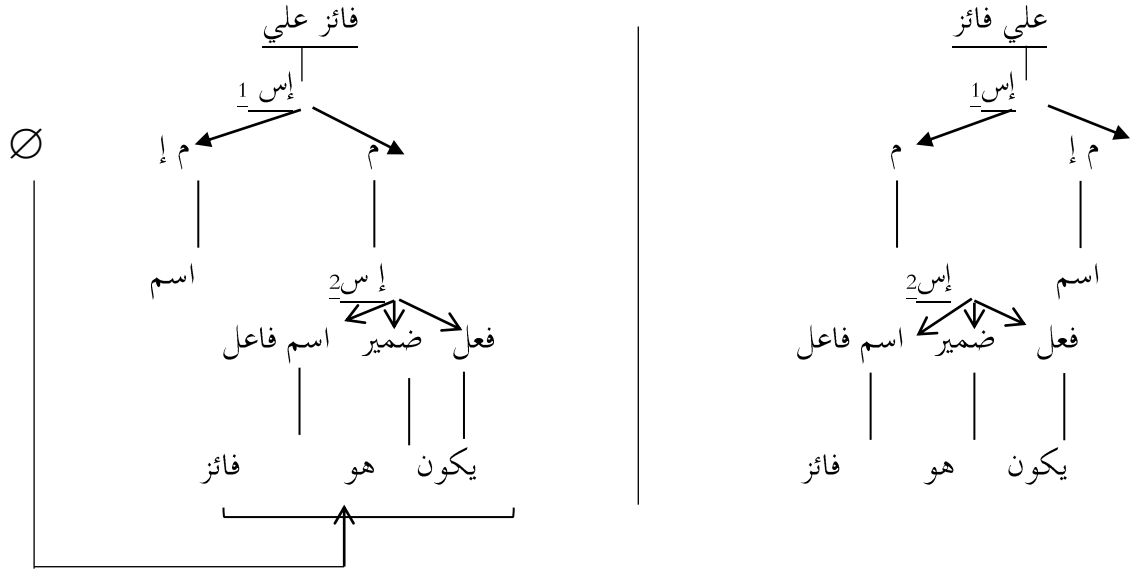 علي فائز
إس1
م إ م
اسم إس2
فعل ضمير اسم فاعل
يكون هو فائز
فائز علي
إس 1
م م إ ∅
إ س2 اسم
فعل ضمير اسم فاعل
يكون هو فائز